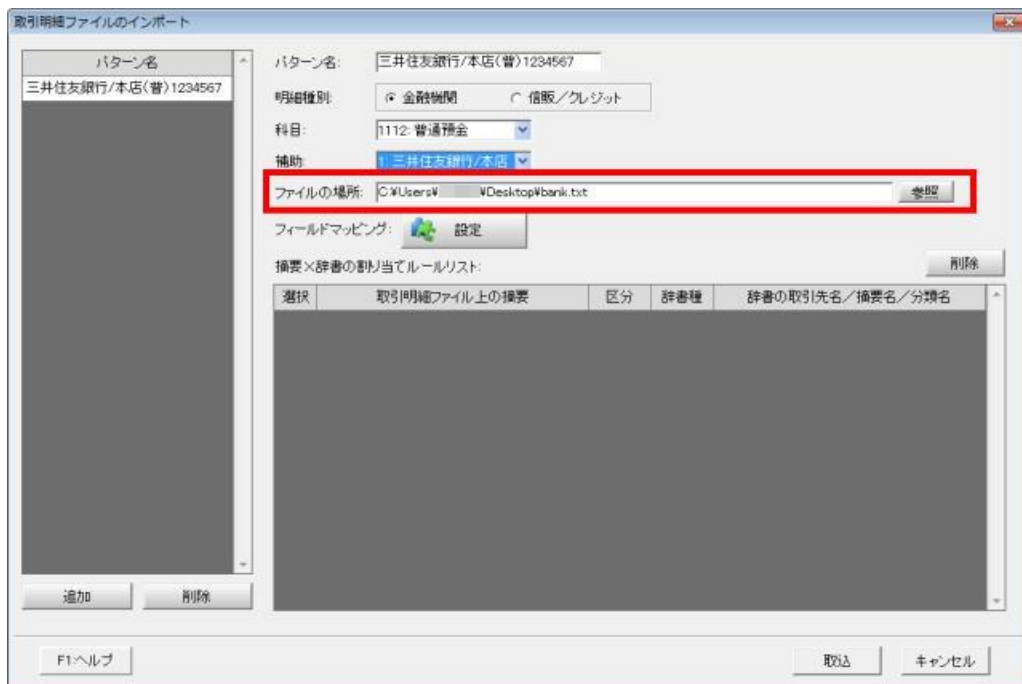 取引明細ファイルのインポート
パターン名
三井住友銀行/本店(普)1234567
追加
削除
パターン名:
三井住友銀行/本店(普)1234567
明細種別:
金融機関
信販/クレジット
科目:
1112: 普通預金
補助:
1: 三井住友銀行/本店
ファイルの場所:
C:¥Users¥ ¥Desktop¥bank.txt
参照
フィールドマッピング:
設定
摘要×辞書の割り当てルールリスト:
削除
選択
取引明細ファイル上の摘要
区分
辞書種
辞書の取引先名/摘要名/分類名
F1:ヘルプ
取込
キャンセル